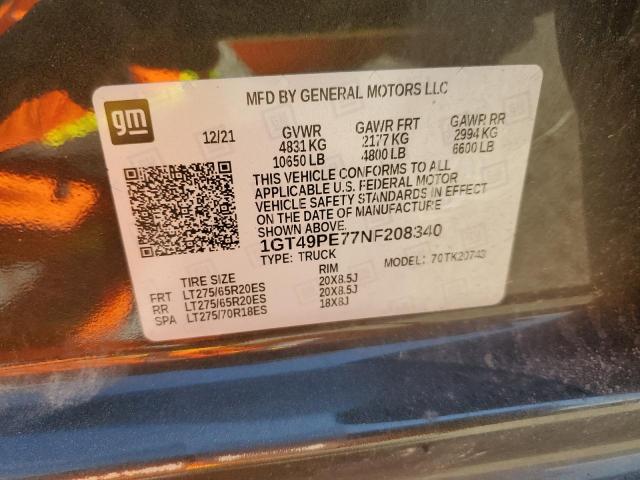 MFD BY GENERAL MOTORS LLC
gm
12/21 GVWR GAWR FRT GAWR RR
4831 KG 2177 KG 2994 KG
10650 LB 4800 LB 6600 LB
THIS VEHICLE CONFORMS TO ALL
APPLICABLE U.S. FEDERAL MOTOR
VEHICLE SAFETY STANDARDS IN EFFECT
ON THE DATE OF MANUFACTURE
SHOWN ABOVE.
1GT49PE77NF208340
TYPE: TRUCK MODEL: 70TK20743
TIRE SIZE RIM
FRT LT275/65R20ES 20X8.5J
RR LT275/65R20ES 20X8.5J
SPA LT275/70R18ES 18X8J